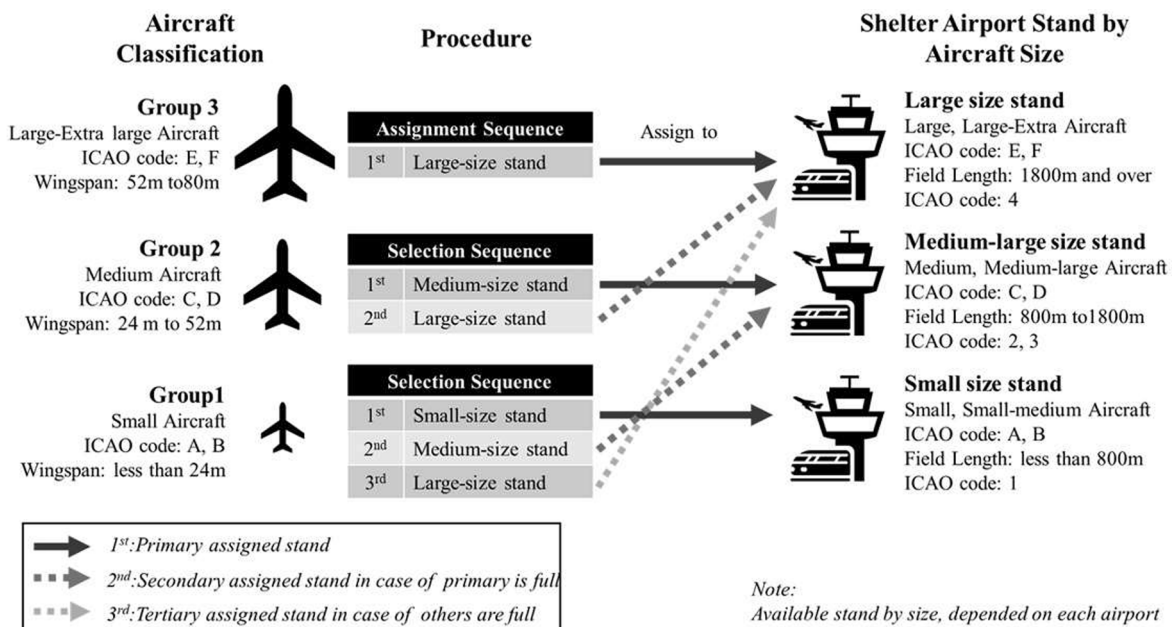 Aircraft
Classification
Procedure
Shelter Airport Stand by
Aircraft Size
Group 3
Large-Extra large Aircraft
ICAO code: E, F
Wingspan: 52m to80m
Assignment Sequence
1st Large-size stand
Assign to
Large size stand
Large, Large-Extra Aircraft
ICAO code: E, F
Field Length: 1800m and over
ICAO code: 4
Group 2
Medium Aircraft
ICAO code: C, D
Wingspan: 24 m to 52m
Selection Sequence
1st Medium-size stand
2nd Large-size stand
Medium-large size stand
Medium, Medium-large Aircraft
ICAO code: C, D
Field Length: 800m to1800m
ICAO code: 2, 3
Group1
Small Aircraft
ICAO code: A, B
Wingspan: less than 24m
Selection Sequence
1st Small-size stand
2nd Medium-size stand
3rd Large-size stand
Small size stand
Small, Small-medium Aircraft
ICAO code: A, B
Field Length: less than 800m
ICAO code: 1
1st:Primary assigned stand
2nd:Secondary assigned stand in case of primary is full
3rd:Tertiary assigned stand in case of others are full
Note:
Available stand by size, depended on each airport